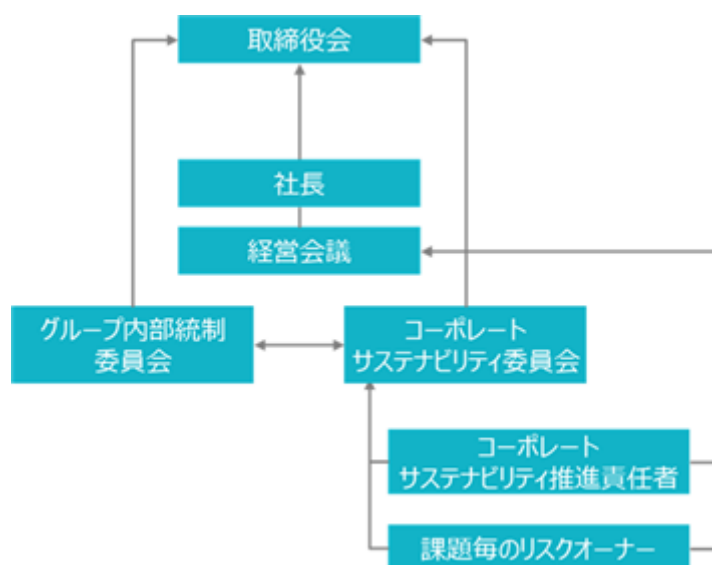 取締役会
社長
経営会議
グループ内部統制
委員会
コーポレート
サステナビリティ委員会
コーポレート
サステナビリティ推進責任者
課題毎のリスクオーナー